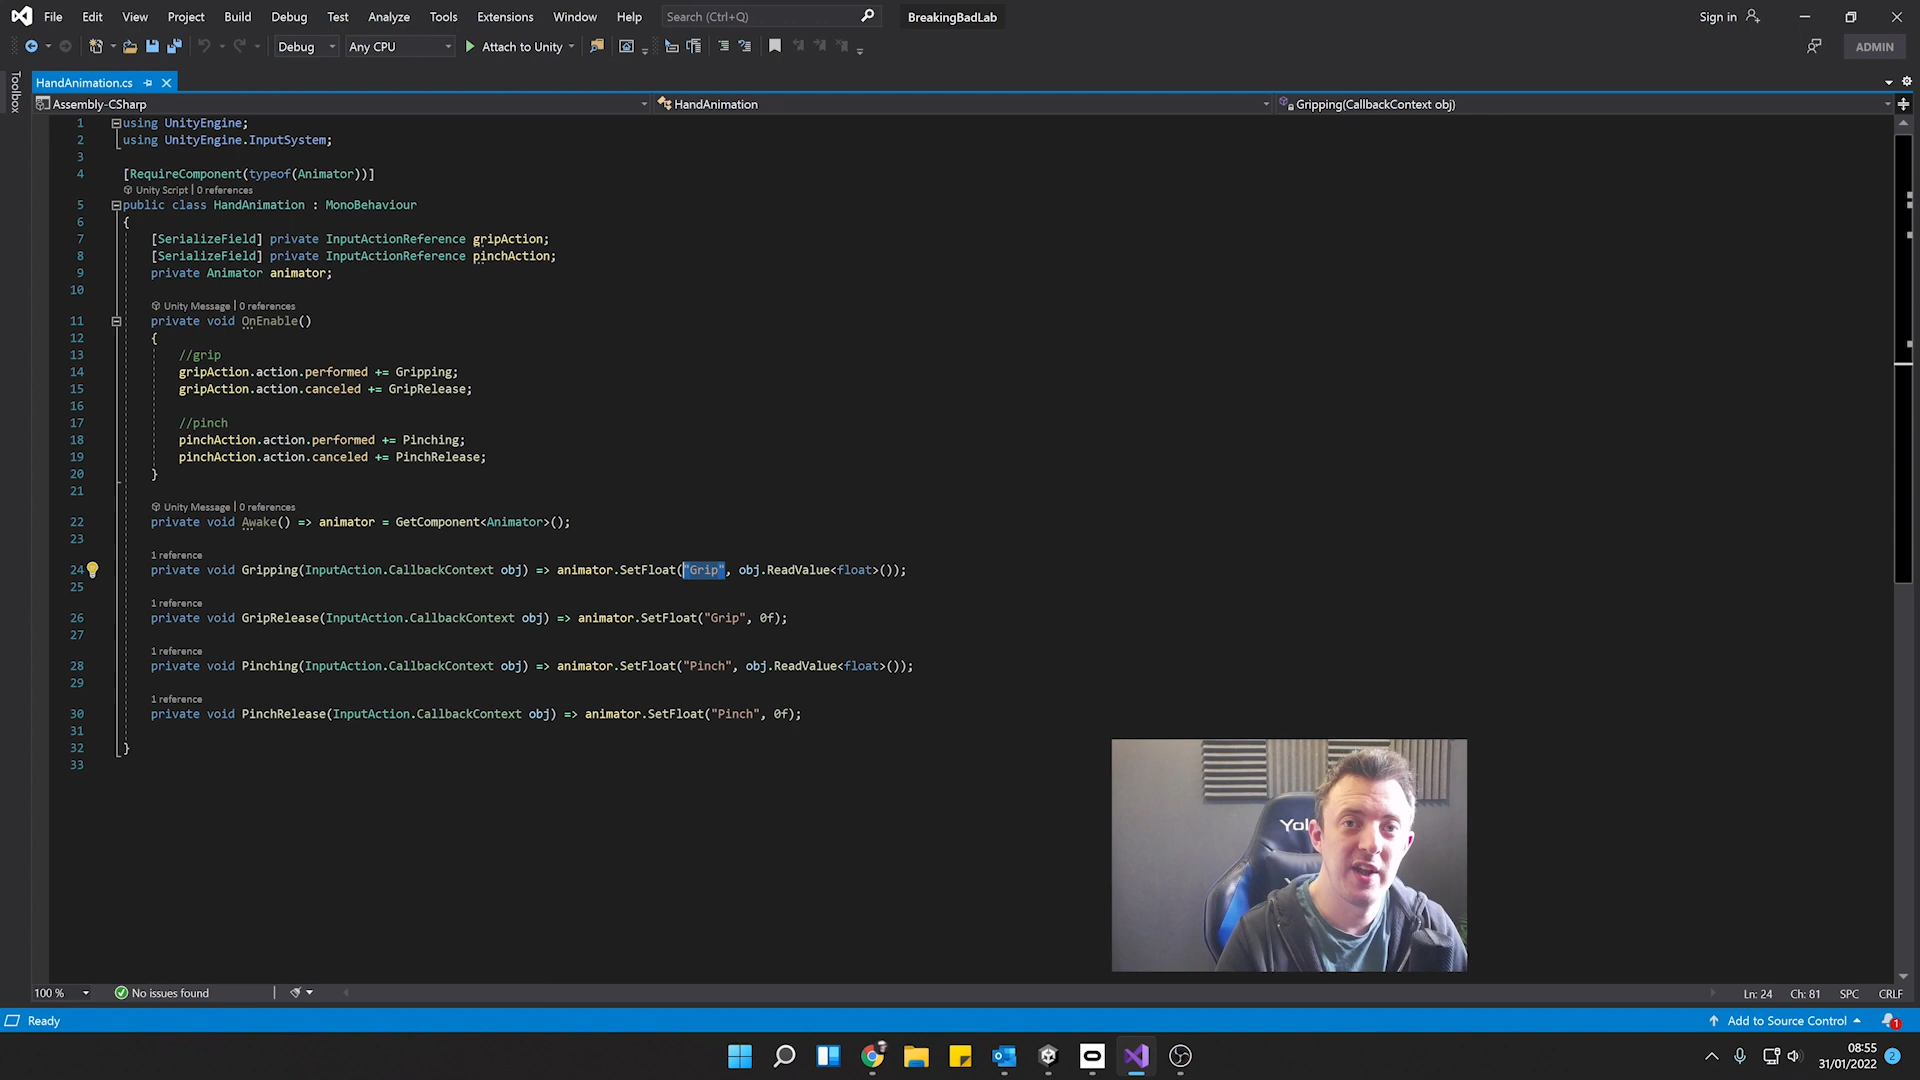 File Edit View Project Build Debug Test Analyze Tools Extensions Window Help Search (Ctrl+Q) BreakingBadLab Sign in
Debug Any CPU Attach to Unity ADMIN
Toolbox
HandAnimation.cs
Assembly-CSharp HandAnimation Gripping(CallbackContext obj)
1 using UnityEngine;
2 using UnityEngine.InputSystem;
3
4 [RequireComponent(typeof(Animator))]
Unity Script | 0 references
5 public class HandAnimation : MonoBehaviour
6 {
7 [SerializeField] private InputActionReference gripAction;
8 [SerializeField] private InputActionReference pinchAction;
9 private Animator animator;
10
Unity Message | 0 references
11 private void OnEnable()
12 {
13 //grip
14 gripAction.action.performed += Gripping;
15 gripAction.action.canceled += GripRelease;
16
17 //pinch
18 pinchAction.action.performed += Pinching;
19 pinchAction.action.canceled += PinchRelease;
20 }
21
Unity Message | 0 references
22 private void Awake() => animator = GetComponent<Animator>();
23
1 reference
24 private void Gripping(InputAction.CallbackContext obj) => animator.SetFloat("Grip", obj.ReadValue<float>());
25
1 reference
26 private void GripRelease(InputAction.CallbackContext obj) => animator.SetFloat("Grip", 0f);
27
1 reference
28 private void Pinching(InputAction.CallbackContext obj) => animator.SetFloat("Pinch", obj.ReadValue<float>());
29
1 reference
30 private void PinchRelease(InputAction.CallbackContext obj) => animator.SetFloat("Pinch", 0f);
31
32 }
33
100 % No issues found Ln: 24 Ch: 81 SPC CRLF
Ready Add to Source Control 1
08:55
31/01/2022 2